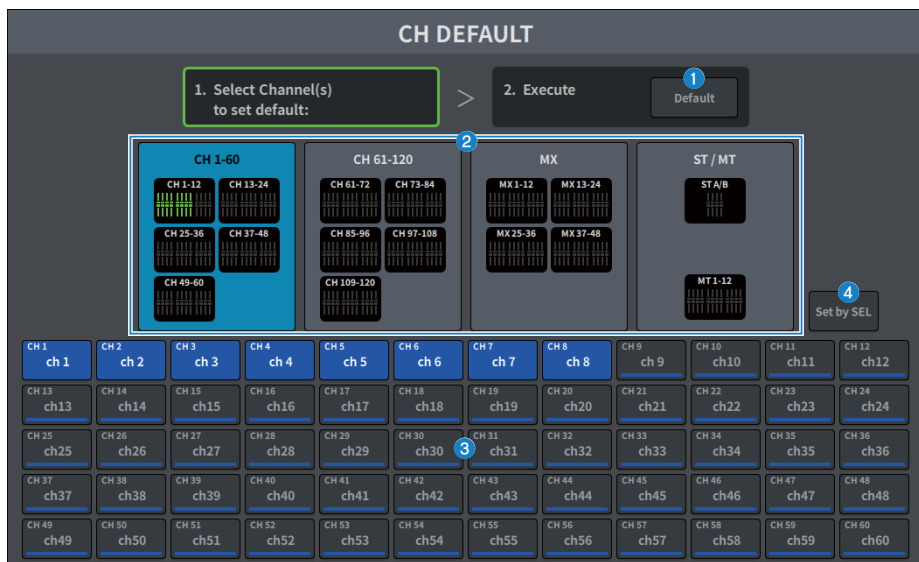 CH DEFAULT
1. Select Channel(s)
to set default:
>
2. Execute
1
Default
2
CH 1-60
CH 61-120
MX
ST / MT
CH 1-12
CH 13-24
CH 61-72
CH 73-84
MX 1-12
MX 13-24
ST A/B
CH 25-36
CH 37-48
CH 85-96
CH 97-108
MX 25-36
MX 37-48
CH 49-60
CH 109-120
MT 1-12
4
Set by SEL
CH 1
CH 2
CH 3
CH 4
CH 5
CH 6
CH 7
CH 8
CH 9
CH 10
CH 11
CH 12
ch 1
ch 2
ch 3
ch 4
ch 5
ch 6
ch 7
ch 8
ch 9
ch10
ch11
ch12
CH 13
CH 14
CH 15
CH 16
CH 17
CH 18
CH 19
CH 20
CH 21
CH 22
CH 23
CH 24
ch13
ch14
ch15
ch16
ch17
ch18
ch19
ch20
ch21
ch22
ch23
ch24
CH 25
CH 26
CH 27
CH 28
CH 29
CH 30
CH 31
CH 32
CH 33
CH 34
CH 35
CH 36
ch25
ch26
ch27
ch28
ch29
ch30
3
ch31
ch32
ch33
ch34
ch35
ch36
CH 37
CH 38
CH 39
CH 40
CH 41
CH 42
CH 43
CH 44
CH 45
CH 46
CH 47
CH 48
ch37
ch38
ch39
ch40
ch41
ch42
ch43
ch44
ch45
ch46
ch47
ch48
CH 49
CH 50
CH 51
CH 52
CH 53
CH 54
CH 55
CH 56
CH 57
CH 58
CH 59
CH 60
ch49
ch50
ch51
ch52
ch53
ch54
ch55
ch56
ch57
ch58
ch59
ch60